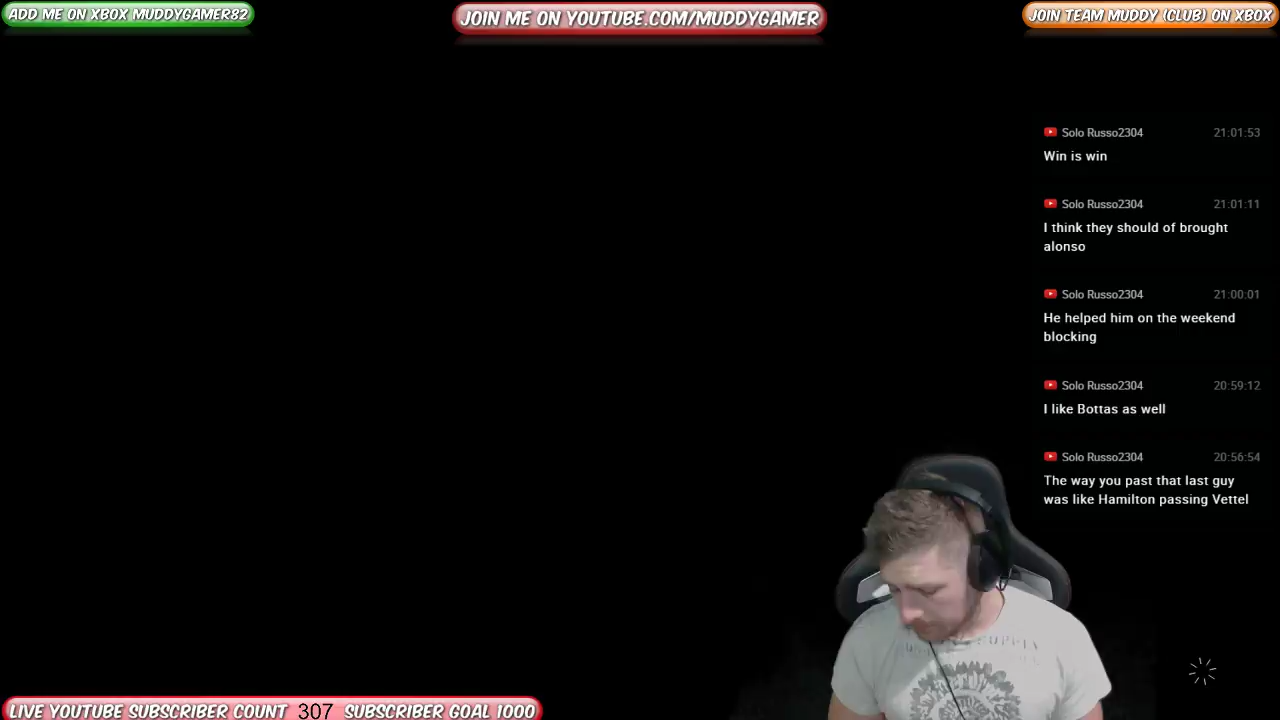 ADD ME ON XBOX MUDDYGAMER82
JOIN ME ON YOUTUBE.COM/MUDDYGAMER
JOIN TEAM MUDDY (CLUB) ON XBOX
Solo Russo2304 21:01:53
Win is win
Solo Russo2304 21:01:11
I think they should of brought
alonso
Solo Russo2304 21:00:01
He helped him on the weekend
blocking
Solo Russo2304 20:59:12
I like Bottas as well
Solo Russo2304 20:56:54
The way you past that last guy
was like Hamilton passing Vettel
LIVE YOUTUBE SUBSCRIBER COUNT 307 SUBSCRIBER GOAL 1000